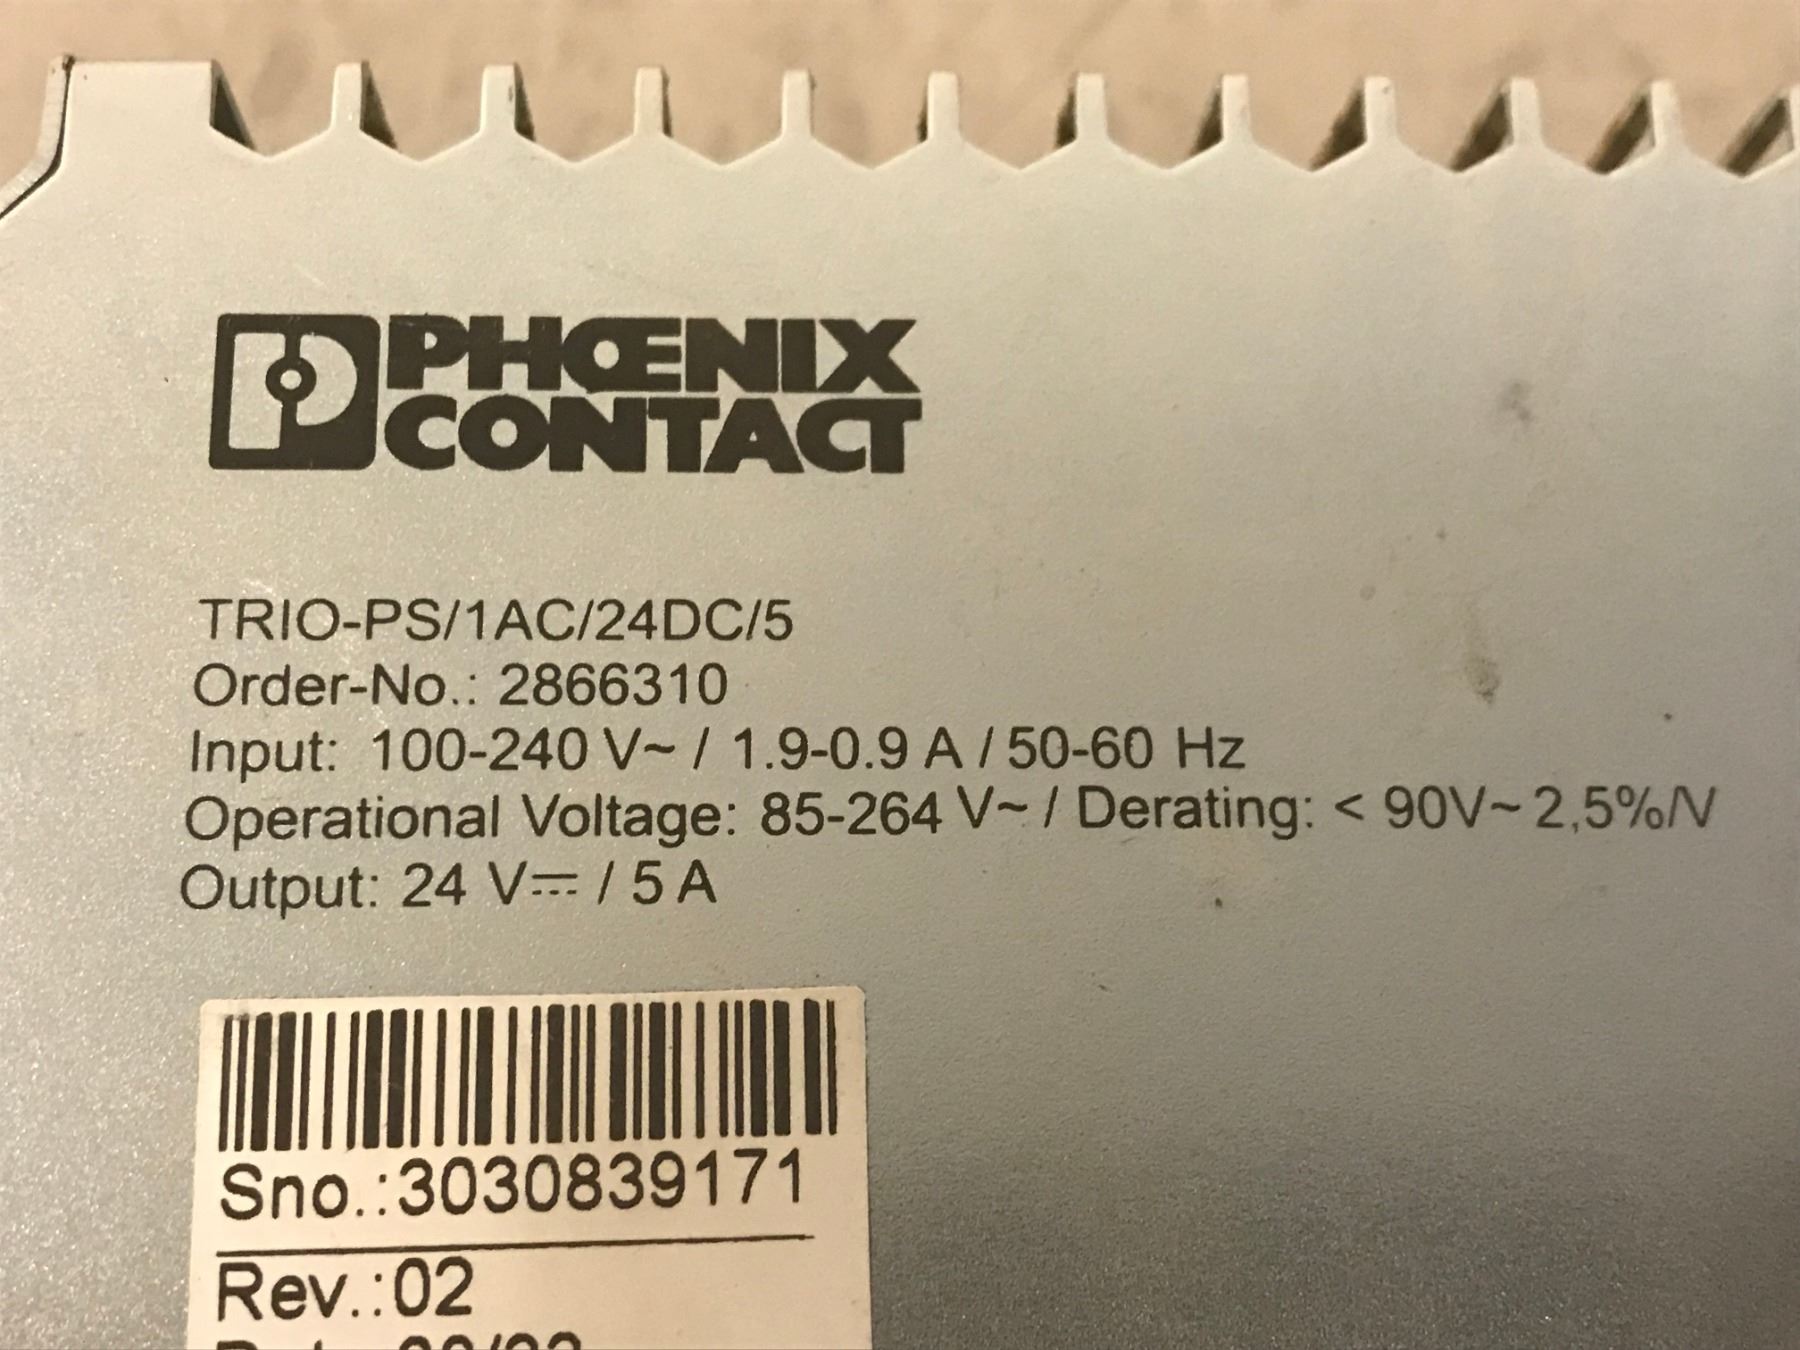 PHŒNIX
CONTACT
TRIO-PS/1AC/24DC/5
Order-No.: 2866310
Input: 100-240 V~ / 1.9-0.9 A / 50-60 Hz
Operational Voltage: 85-264 V~ / Derating: < 90V~ 2,5%/V
Output: 24 V⎓ / 5 A
Sno.:3030839171
Rev.:02